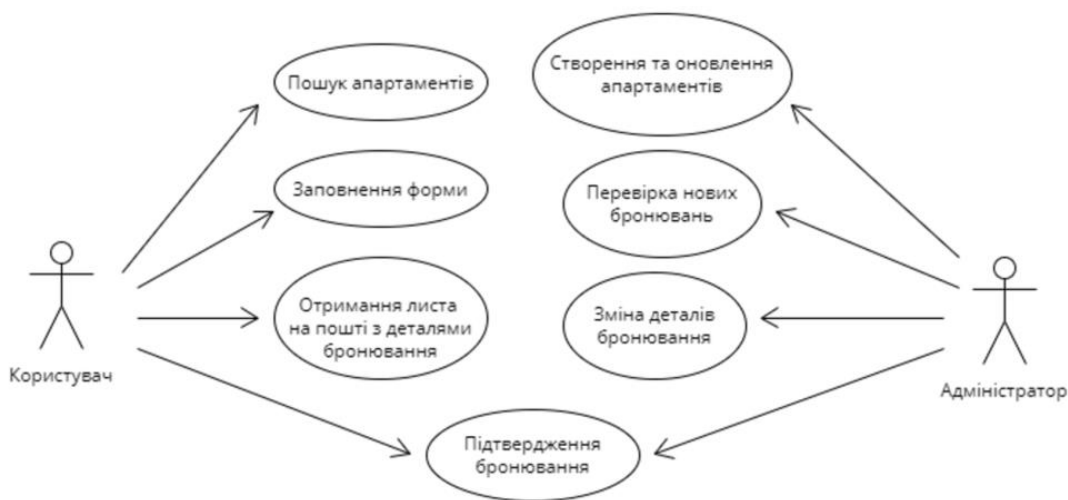 Пошук апартаментів
Створення та оновлення
апартаментів
Заповнення форми
Перевірка нових
бронювань
Отримання листа
на пошті з деталями
бронювання
Зміна деталів
бронювання
Користувач
Адміністратор
Підтвердження
бронювання